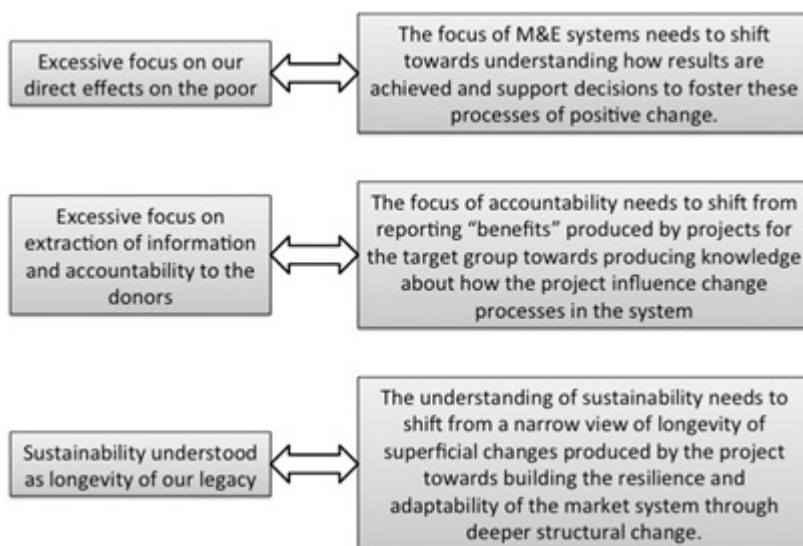 Excessive focus on our
direct effects on the poor
The focus of M&E systems needs to shift
towards understanding how results are
achieved and support decisions to foster these
processes of positive change.
Excessive focus on
extraction of information
and accountability to the
donors
The focus of accountability needs to shift from
reporting “benefits” produced by projects for
the target group towards producing knowledge
about how the project influence change
processes in the system
Sustainability understood
as longevity of our legacy
The understanding of sustainability needs to
shift from a narrow view of longevity of
superficial changes produced by the project
towards building the resilience and
adaptability of the market system through
deeper structural change.